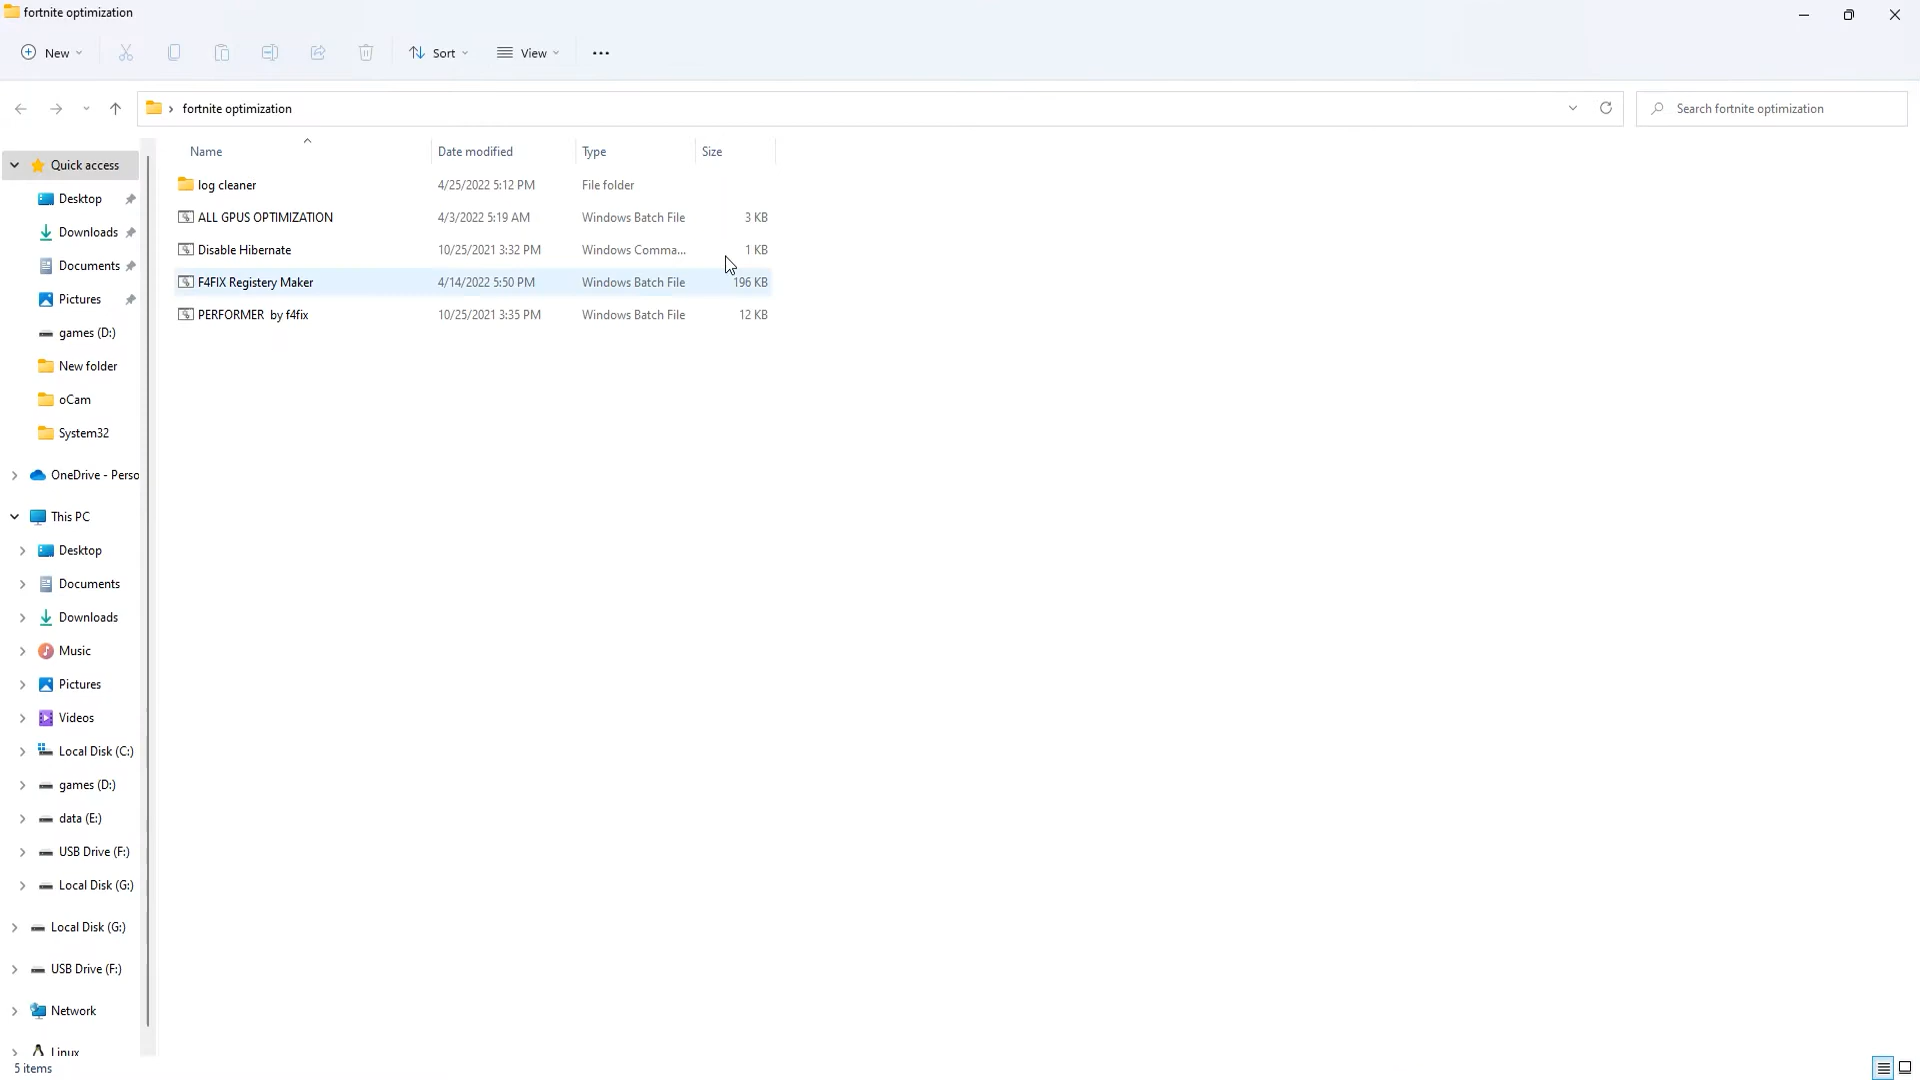 fortnite optimization
New
Sort
View
fortnite optimization
Search fortnite optimization
Name
Date modified
Type
Size
log cleaner
4/25/2022 5:12 PM
File folder
ALL GPUS OPTIMIZATION
4/3/2022 5:19 AM
Windows Batch File
3 KB
Disable Hibernate
10/25/2021 3:32 PM
Windows Comma...
1 KB
F4FIX Registery Maker
4/14/2022 5:50 PM
Windows Batch File
196 KB
PERFORMER by f4fix
10/25/2021 3:35 PM
Windows Batch File
12 KB
Quick access
Desktop
Downloads
Documents
Pictures
games (D:)
New folder
oCam
System32
OneDrive - Perso
This PC
Desktop
Documents
Downloads
Music
Pictures
Videos
Local Disk (C:)
games (D:)
data (E:)
USB Drive (F:)
Local Disk (G:)
Local Disk (G:)
USB Drive (F:)
Network
Linux
5 items